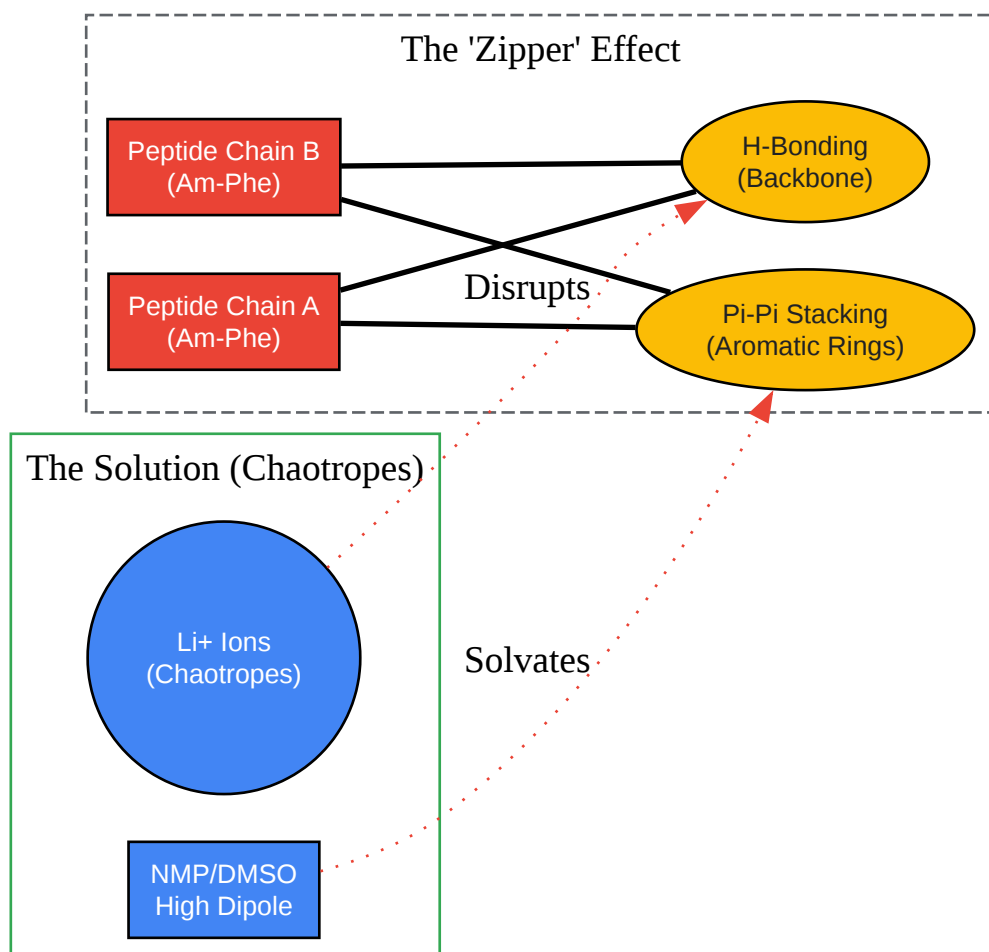 The 'Zipper' Effect
Peptide Chain B
(Am-Phe)
H-Bonding
(Backbone)
Peptide Chain A
(Am-Phe)
Disrupts
Pi-Pi Stacking
(Aromatic Rings)
The Solution (Chaotropes)
Li+ Ions
(Chaotropes)
Solvates
NMP/DMSO
High Dipole